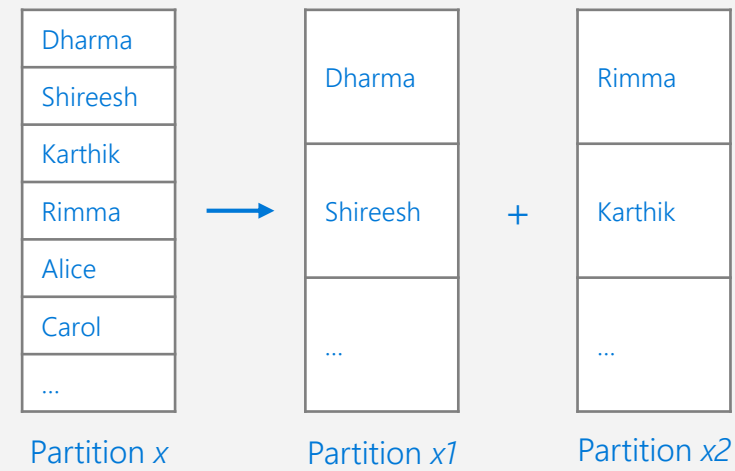 Dharma
Shireesh
Karthik
Rimma
Alice
Carol
...
Partition x
Dharma
Shireesh
...
Partition x1
+
Rimma
Karthik
...
Partition x2